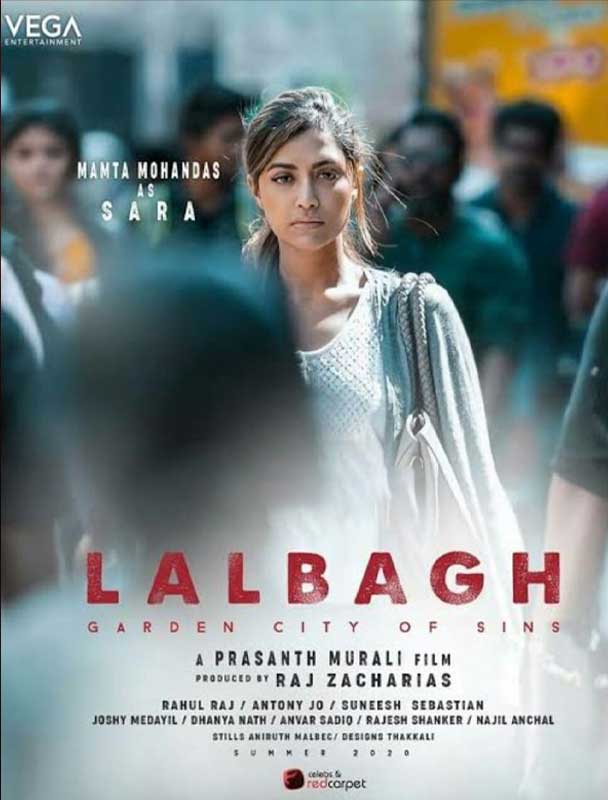 VEGA
ENTERTAINMENT
MAMTA MOHANDAS
AS
SARA
LALBAGH
GARDEN CITY OF SINS
A PRASANTH MURALI FILM
PRODUCED BY RAJ ZACHARIAS
RAHUL RAJ / ANTONY JO / SUNEESH SEBASTIAN
JOSHY MEDAYIL / DHANYA NATH / ANVAR SADIQ / RAJESH SHANKER / NAJIL ANCHAL
STILLS ANIRUTH MALBEC/ DESIGNS THAKKALI
SUMMER 2020
celebs &
redcarpet